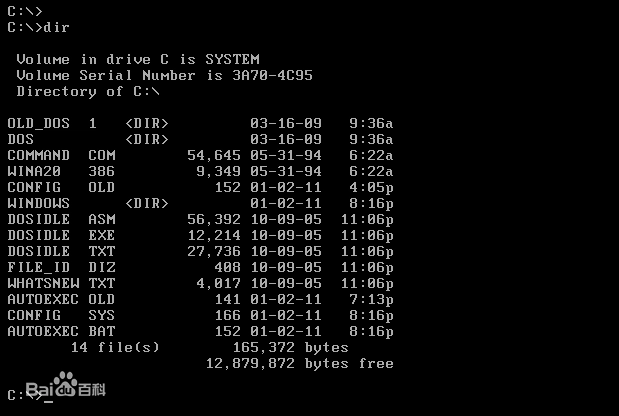 C:\>
C:\>dir
Volume in drive C is SYSTEM
Volume Serial Number is 3A70-4C95
Directory of C:\
OLD_DOS  1   <DIR>        03-16-09   9:36a
DOS          <DIR>        03-16-09   9:36a
COMMAND  COM        54,645 05-31-94   6:22a
WINA20   386         9,349 05-31-94   6:22a
CONFIG   OLD           152 01-02-11   4:05p
WINDOWS      <DIR>        01-02-11   8:16p
DOSIDLE  ASM        56,392 10-09-05  11:06p
DOSIDLE  EXE        12,214 10-09-05  11:06p
DOSIDLE  TXT        27,736 10-09-05  11:06p
FILE_ID  DIZ           408 10-09-05  11:06p
WHATSNEW TXT         4,017 10-09-05  11:06p
AUTOEXEC OLD           141 01-02-11   7:13p
CONFIG   SYS           166 01-02-11   8:16p
AUTOEXEC BAT           152 01-02-11   8:16p
14 file(s)        165,372 bytes
12,879,872 bytes free
C:\>_
Bai du 百科